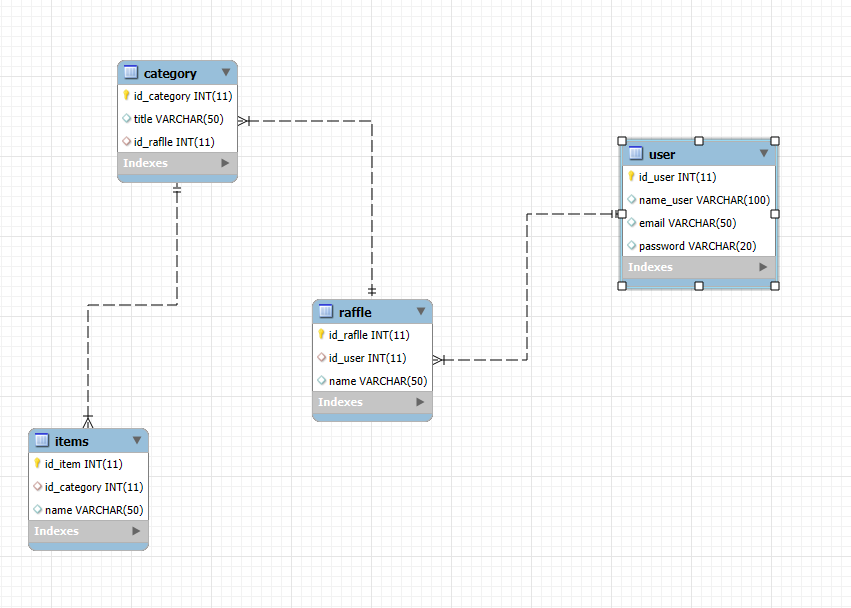 category
id_category INT(11)
title VARCHAR(50)
id_raflle INT(11)
Indexes
user
id_user INT(11)
name_user VARCHAR(100)
email VARCHAR(50)
password VARCHAR(20)
Indexes
raffle
id_raflle INT(11)
id_user INT(11)
name VARCHAR(50)
Indexes
items
id_item INT(11)
id_category INT(11)
name VARCHAR(50)
Indexes